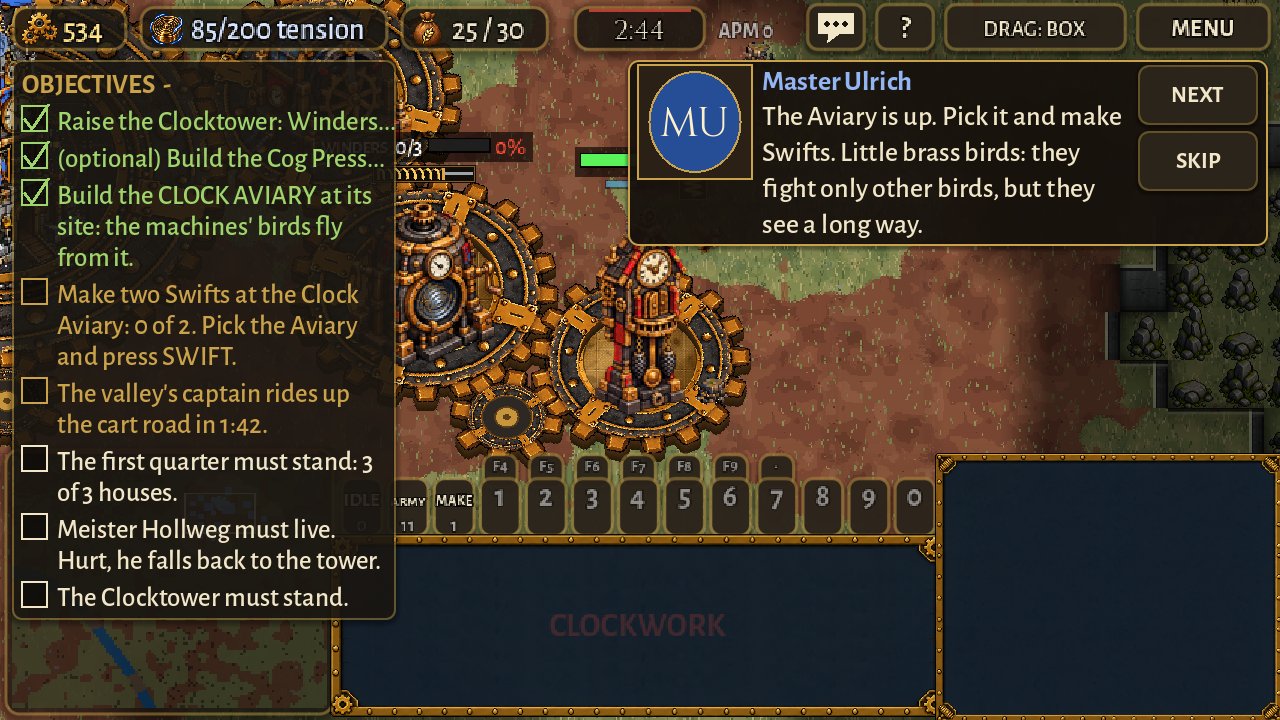 534
85/200 tension
25 / 30
2:44
APM 0
?
DRAG: BOX
MENU
OBJECTIVES -
Raise the Clocktower: Winders...
(optional) Build the Cog Press...
Build the CLOCK AVIARY at its
site: the machines' birds fly
from it.
Make two Swifts at the Clock
Aviary: 0 of 2. Pick the Aviary
and press SWIFT.
The valley's captain rides up
the cart road in 1:42.
The first quarter must stand: 3
of 3 houses.
Meister Hollweg must live.
Hurt, he falls back to the tower.
The Clocktower must stand.
WINDERS 0/3
0%
MU
Master Ulrich
The Aviary is up. Pick it and make
Swifts. Little brass birds: they
fight only other birds, but they
see a long way.
NEXT
SKIP
F4 F5 F6 F7 F8 F9
IDLE 0
ARMY 11
MAKE 1
1 2 3 4 5 6 7 8 9 0
CLOCKWORK